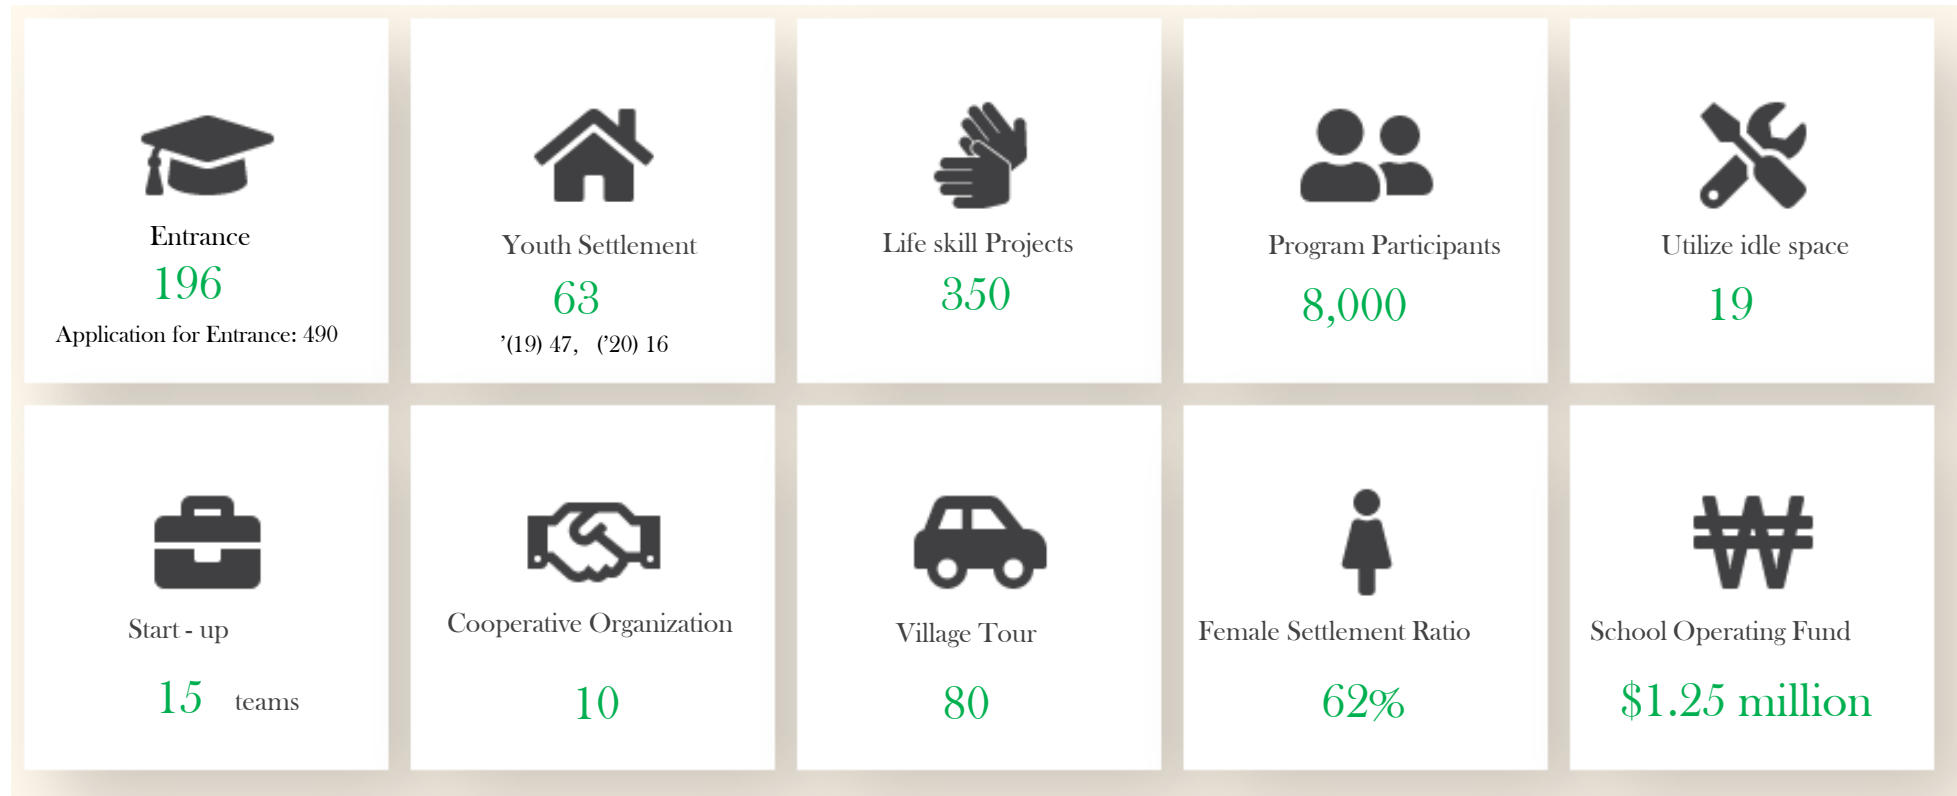 Entrance
196
Application for Entrance: 490
Youth Settlement
63
’(19) 47, (’20) 16
Life skill Projects
350
Program Participants
8,000
Utilize idle space
19
Start - up
15 teams
Cooperative Organization
10
Village Tour
80
Female Settlement Ratio
62%
School Operating Fund
$1.25 million